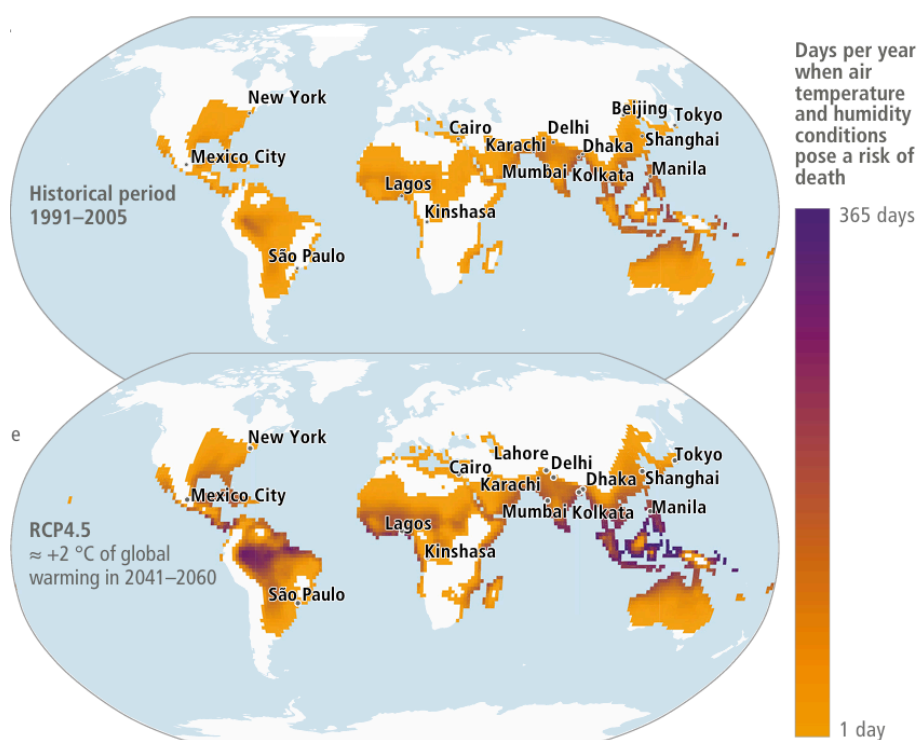 New York
Mexico City
Historical period
1991–2005
São Paulo
Lagos
Kinshasa
Cairo
Karachi
Delhi
Mumbai
Kolkata
Dhaka
Beijing
Tokyo
Shanghai
Manila
Days per year
when air
temperature
and humidity
conditions
pose a risk of
death
365 days
1 day
e
New York
Mexico City
RCP4.5
≈ +2 °C of global
warming in 2041–2060
São Paulo
Lagos
Kinshasa
Cairo
Lahore
Karachi
Delhi
Mumbai
Kolkata
Dhaka
Tokyo
Shanghai
Manila